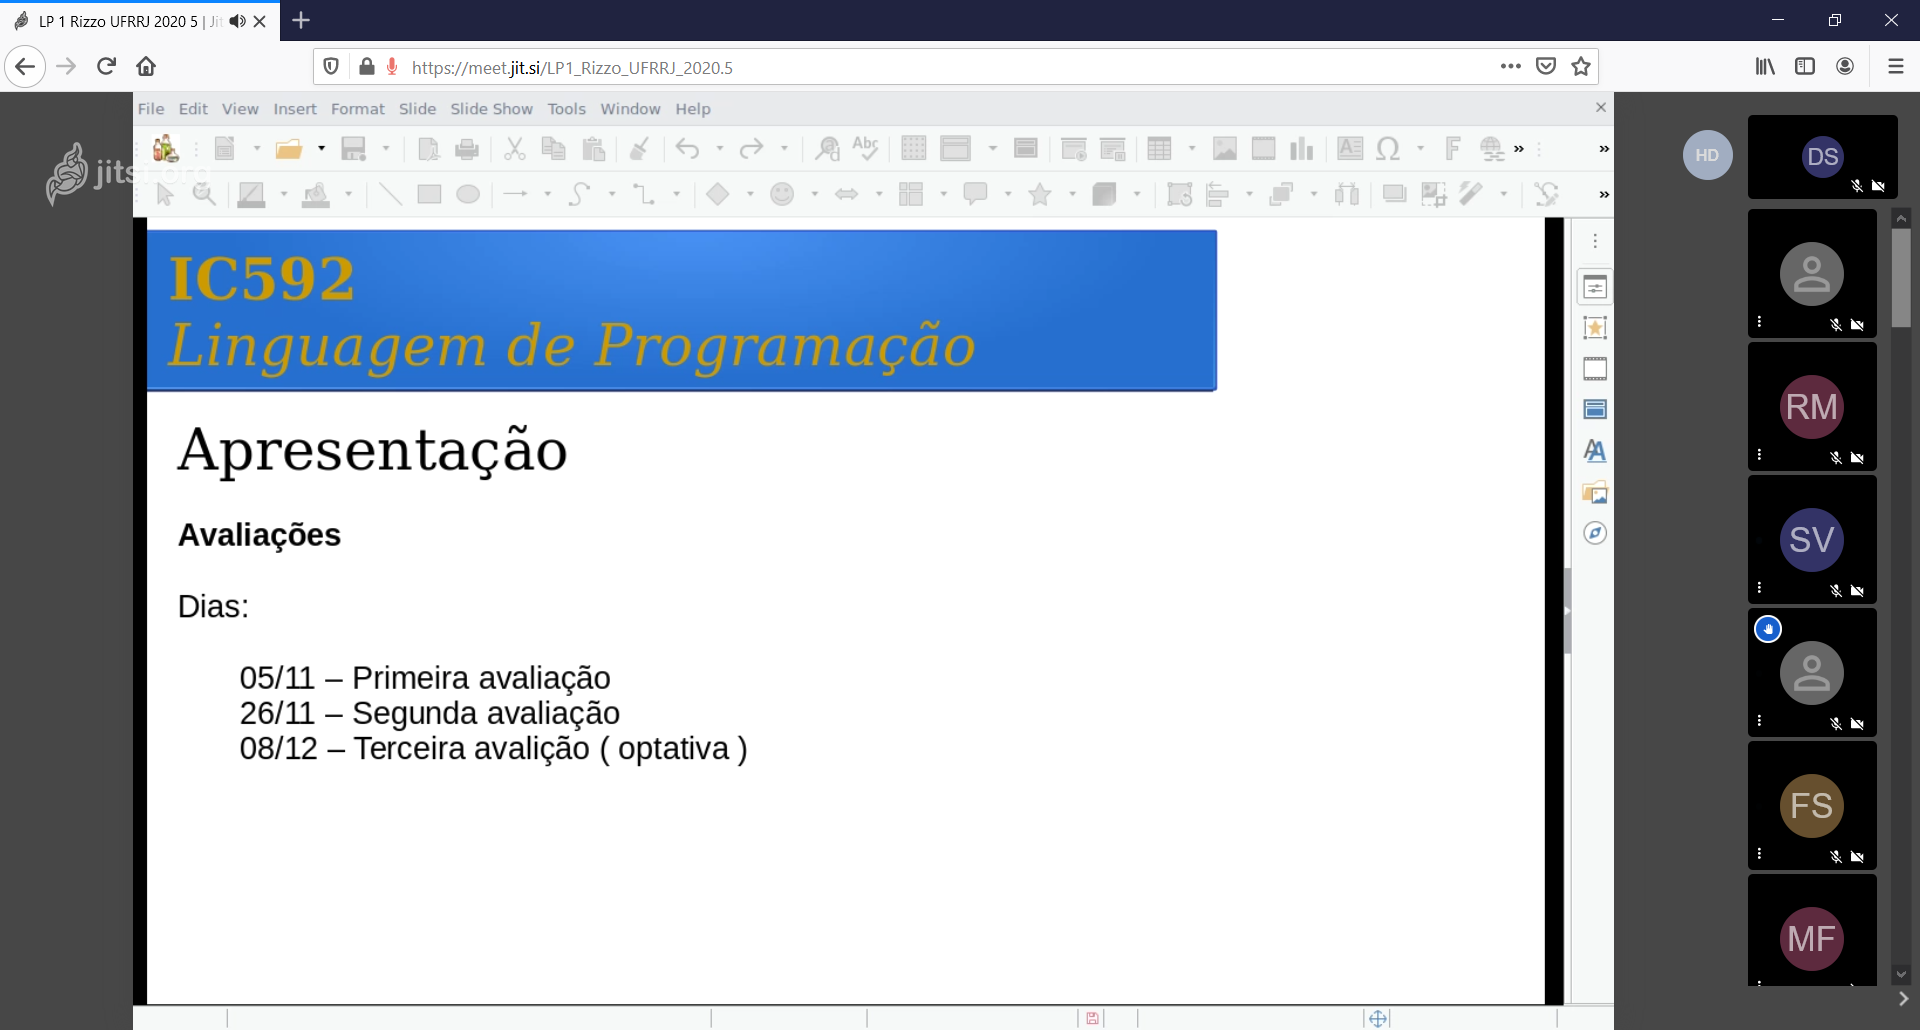 LP 1 Rizzo UFRRJ 2020 5 | Jit
https://meet.jit.si/LP1_Rizzo_UFRRJ_2020.5
File Edit View Insert Format Slide Slide Show Tools Window Help
jitsi.org
Abc
IC592
Linguagem de Programação
Apresentação
Avaliações
Dias:
05/11 – Primeira avaliação
26/11 – Segunda avaliação
08/12 – Terceira avalição ( optativa )
HD
DS
RM
SV
FS
MF